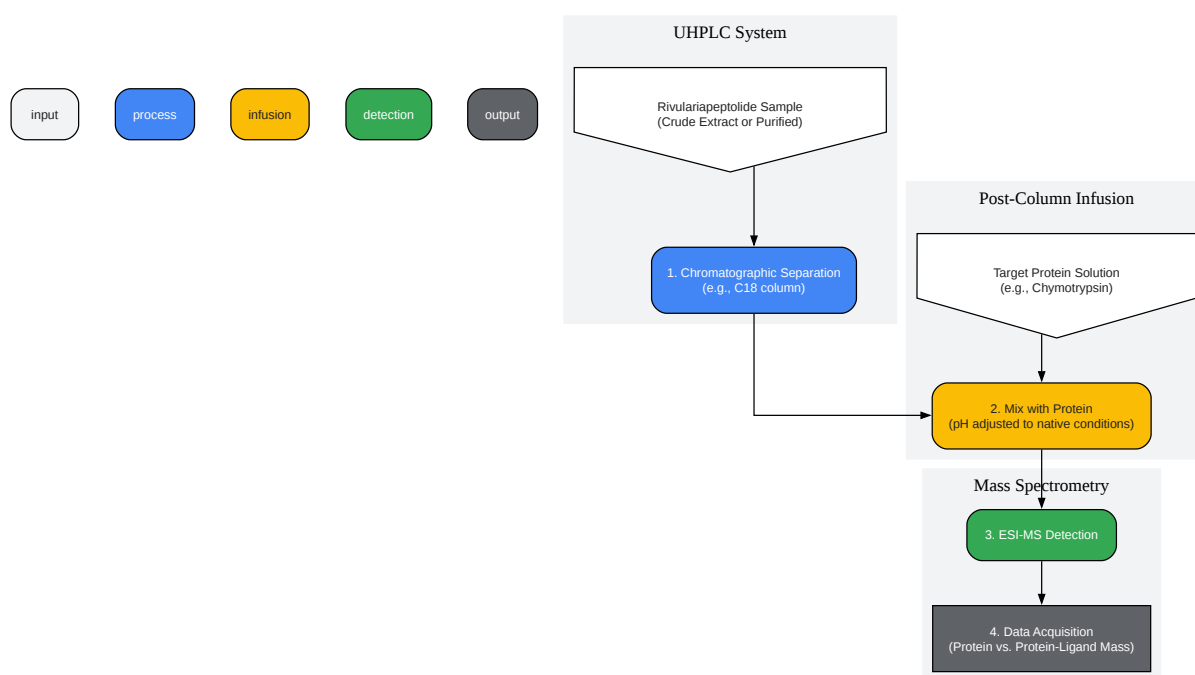 UHPLC System
Rivulariapeptolide Sample
(Crude Extract or Purified)
input
process
infusion
detection
output
Post-Column Infusion
1. Chromatographic Separation
(e.g., C18 column)
Target Protein Solution
(e.g., Chymotrypsin)
2. Mix with Protein
(pH adjusted to native conditions)
Mass Spectrometry
3. ESI-MS Detection
4. Data Acquisition
(Protein vs. Protein-Ligand Mass)